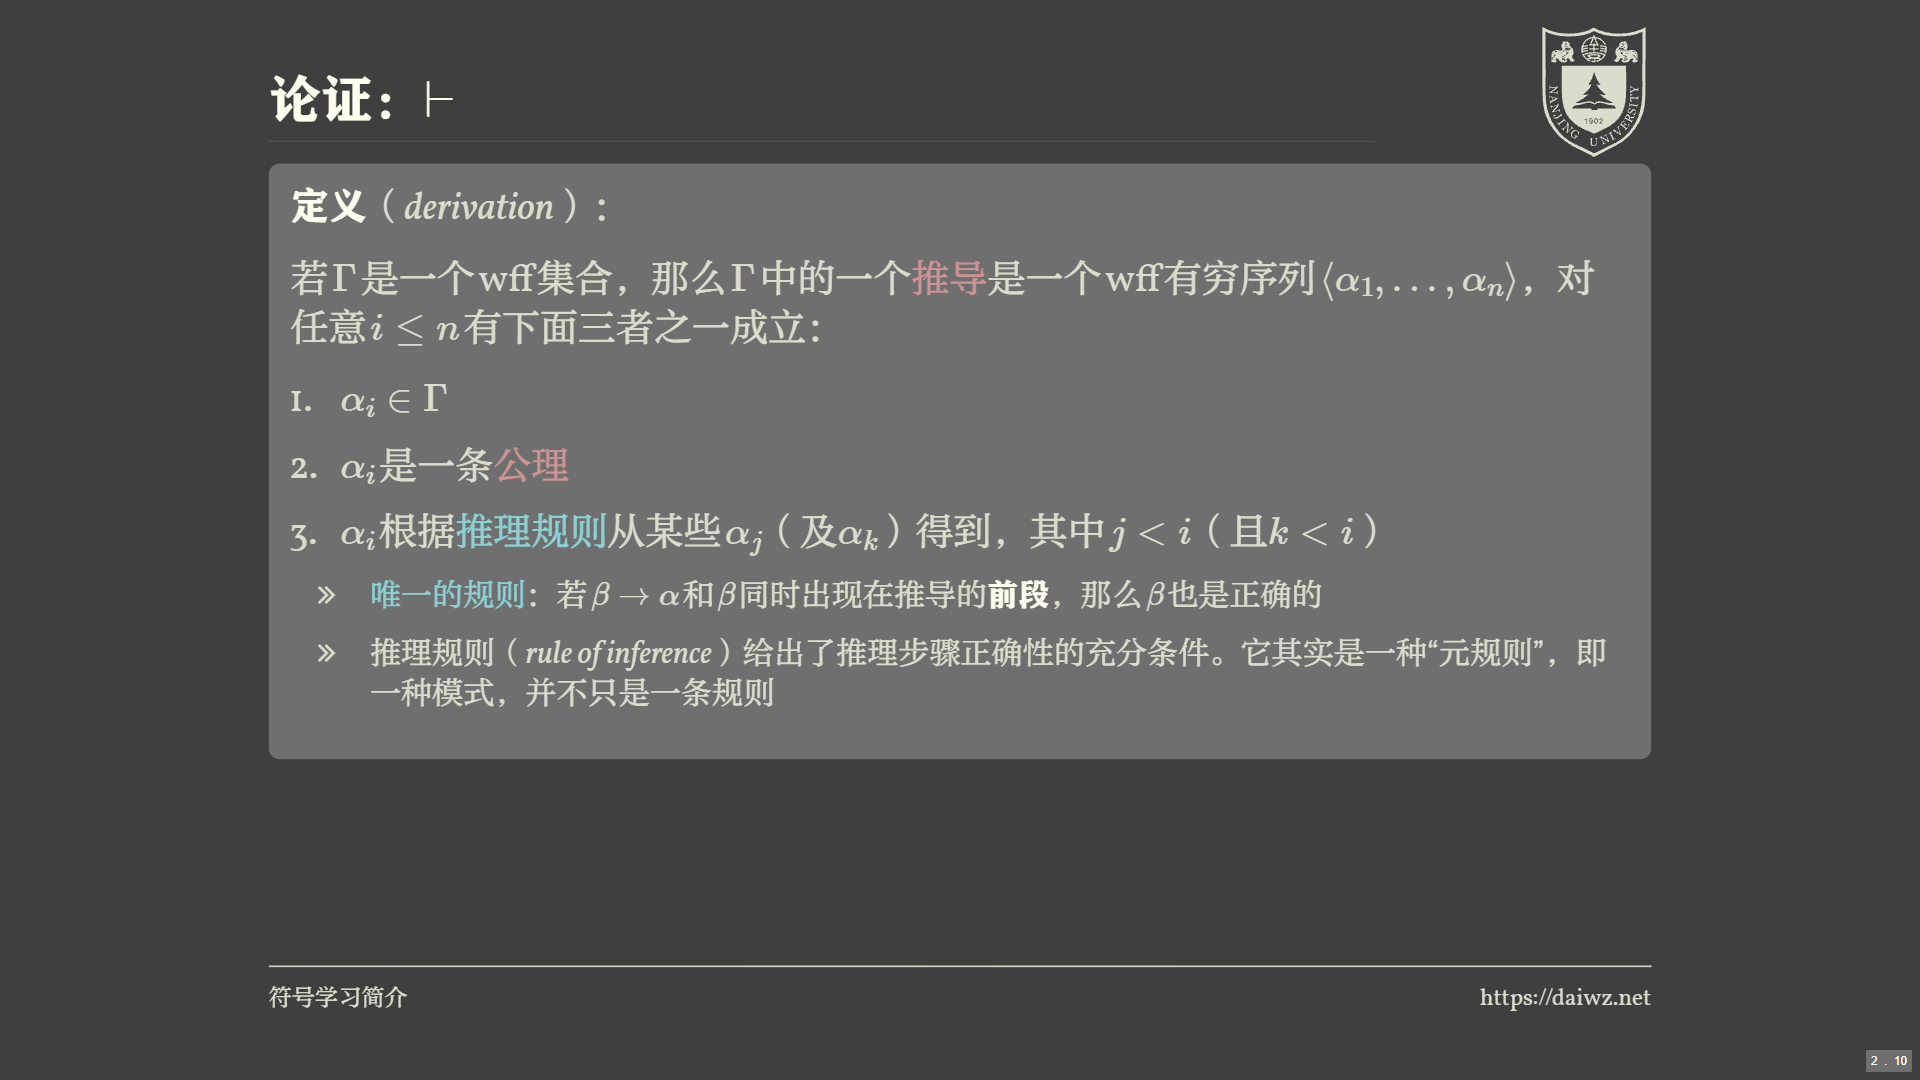 论证：⊢
NANJING UNIVERSITY
1902
定义（derivation）：
若Γ是一个wff集合，那么Γ中的一个推导是一个wff有穷序列⟨α₁, . . . , αₙ⟩，对
任意i ≤ n有下面三者之一成立：
1. αᵢ ∈ Γ
2. αᵢ是一条公理
3. αᵢ根据推理规则从某些αⱼ（及αₖ）得到，其中j < i（且k < i）
» 唯一的规则：若β → α和β同时出现在推导的前段，那么β也是正确的
» 推理规则（rule of inference）给出了推理步骤正确性的充分条件。它其实是一种“元规则”，即
一种模式，并不只是一条规则
符号学习简介
https://daiwz.net
2 . 10